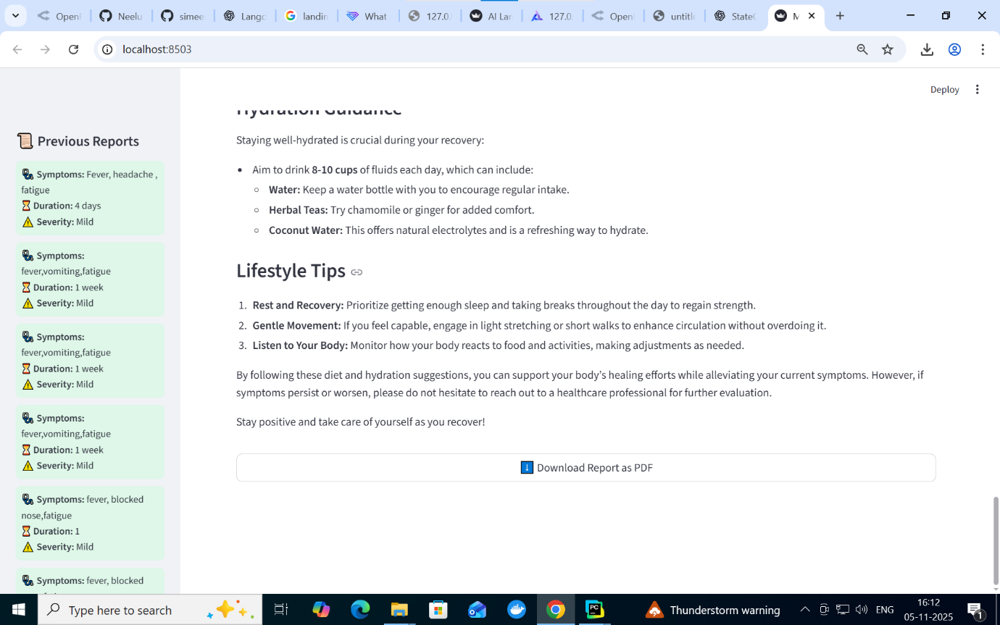 Open
Neelu
simee
Langc
landin
What
127.0.
AI Lar
127.0.
Open
untitle
StateG
localhost:8503
Deploy
📜 Previous Reports
Symptoms: Fever, headache ,
fatigue
⏳ Duration: 4 days
⚠ Severity: Mild
Symptoms:
fever,vomiting,fatigue
⏳ Duration: 1 week
⚠ Severity: Mild
Symptoms:
fever,vomiting,fatigue
⏳ Duration: 1 week
⚠ Severity: Mild
Symptoms:
fever,vomiting,fatigue
⏳ Duration: 1 week
⚠ Severity: Mild
Symptoms: fever, blocked
nose,fatigue
⏳ Duration: 1
⚠ Severity: Mild
Symptoms: fever, blocked
Hydration Guidance
Staying well-hydrated is crucial during your recovery:
• Aim to drink 8-10 cups of fluids each day, which can include:
◦ Water: Keep a water bottle with you to encourage regular intake.
◦ Herbal Teas: Try chamomile or ginger for added comfort.
◦ Coconut Water: This offers natural electrolytes and is a refreshing way to hydrate.
Lifestyle Tips
1. Rest and Recovery: Prioritize getting enough sleep and taking breaks throughout the day to regain strength.
2. Gentle Movement: If you feel capable, engage in light stretching or short walks to enhance circulation without overdoing it.
3. Listen to Your Body: Monitor how your body reacts to food and activities, making adjustments as needed.
By following these diet and hydration suggestions, you can support your body’s healing efforts while alleviating your current symptoms. However, if
symptoms persist or worsen, please do not hesitate to reach out to a healthcare professional for further evaluation.
Stay positive and take care of yourself as you recover!
⬇ Download Report as PDF
Type here to search
PC
Thunderstorm warning
ENG
16:12
05-11-2025
1